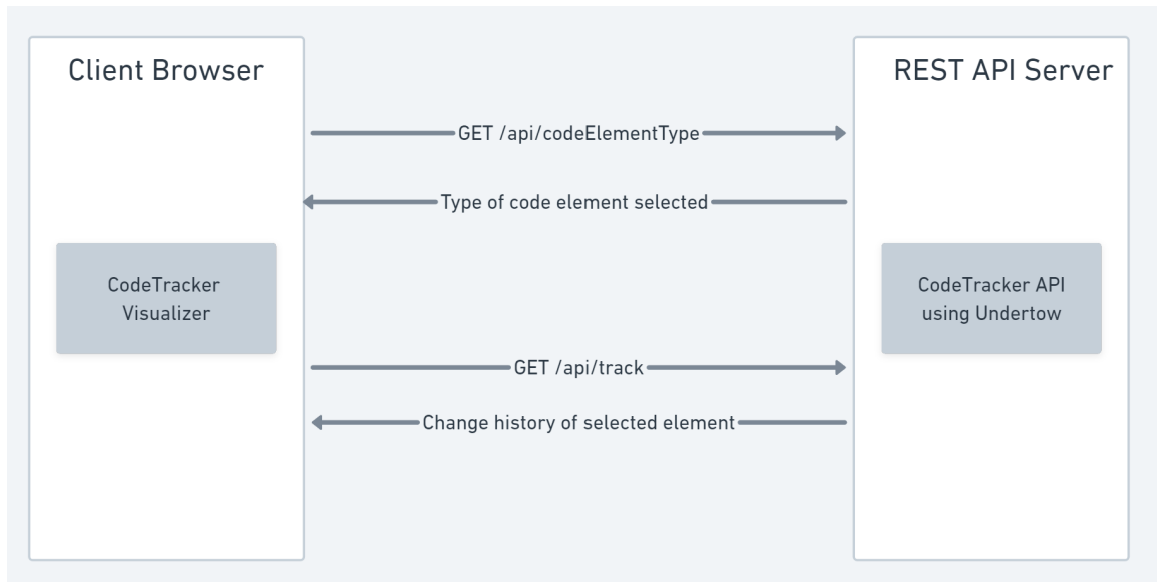 Client Browser
REST API Server
GET /api/codeElementType
Type of code element selected
CodeTracker
Visualizer
CodeTracker API
using Undertow
GET /api/track
Change history of selected element